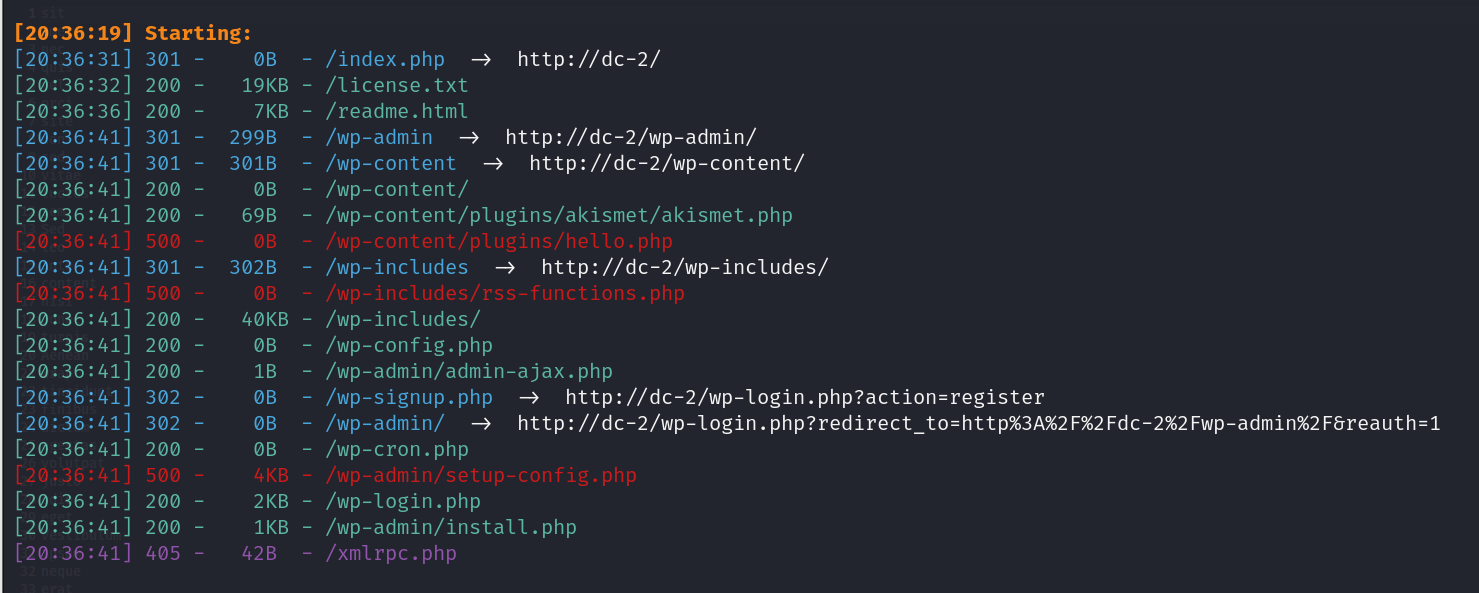 [20:36:19] Starting:
[20:36:31] 301 -    0B  - /index.php  ->  http://dc-2/
[20:36:32] 200 -   19KB - /license.txt
[20:36:36] 200 -    7KB - /readme.html
[20:36:41] 301 -  299B  - /wp-admin  ->  http://dc-2/wp-admin/
[20:36:41] 301 -  301B  - /wp-content  ->  http://dc-2/wp-content/
[20:36:41] 200 -    0B  - /wp-content/
[20:36:41] 200 -   69B  - /wp-content/plugins/akismet/akismet.php
[20:36:41] 500 -    0B  - /wp-content/plugins/hello.php
[20:36:41] 301 -  302B  - /wp-includes  ->  http://dc-2/wp-includes/
[20:36:41] 500 -    0B  - /wp-includes/rss-functions.php
[20:36:41] 200 -   40KB - /wp-includes/
[20:36:41] 200 -    0B  - /wp-config.php
[20:36:41] 200 -    1B  - /wp-admin/admin-ajax.php
[20:36:41] 302 -    0B  - /wp-signup.php  ->  http://dc-2/wp-login.php?action=register
[20:36:41] 302 -    0B  - /wp-admin/  ->  http://dc-2/wp-login.php?redirect_to=http%3A%2F%2Fdc-2%2Fwp-admin%2F&reauth=1
[20:36:41] 200 -    0B  - /wp-cron.php
[20:36:41] 500 -    4KB - /wp-admin/setup-config.php
[20:36:41] 200 -    2KB - /wp-login.php
[20:36:41] 200 -    1KB - /wp-admin/install.php
[20:36:41] 405 -   42B  - /xmlrpc.php
32 neque